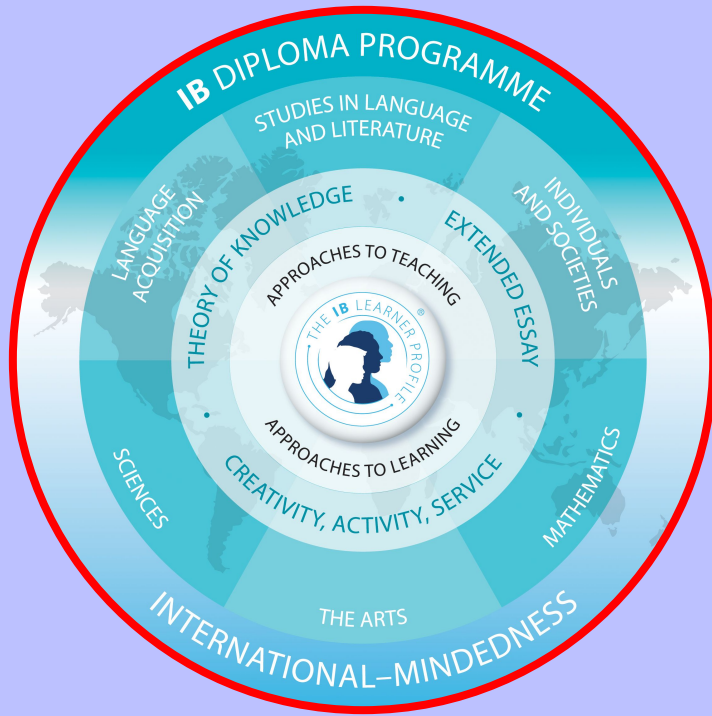 IB DIPLOMA PROGRAMME
STUDIES IN LANGUAGE
AND LITERATURE
LANGUAGE
ACQUISITION
INDIVIDUALS
AND SOCIETIES
THEORY OF KNOWLEDGE
•
EXTENDED ESSAY
•
APPROACHES TO TEACHING
• THE IB LEARNER PROFILE •
®
APPROACHES TO LEARNING
•
CREATIVITY, ACTIVITY, SERVICE
SCIENCES
MATHEMATICS
THE ARTS
INTERNATIONAL–MINDEDNESS